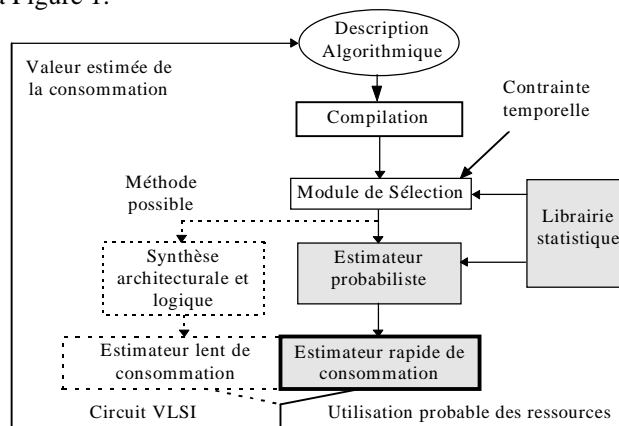 a Figure 1.
Description
Algorithmique
Valeur estimée de
la consommation
Contrainte
temporelle
Compilation
Méthode
possible
Module de Sélection
Librairie
statistique
Synthèse
architecturale et
logique
Estimateur
probabiliste
Estimateur lent de
consommation
Estimateur rapide de
consommation
Circuit VLSI
Utilisation probable des ressources